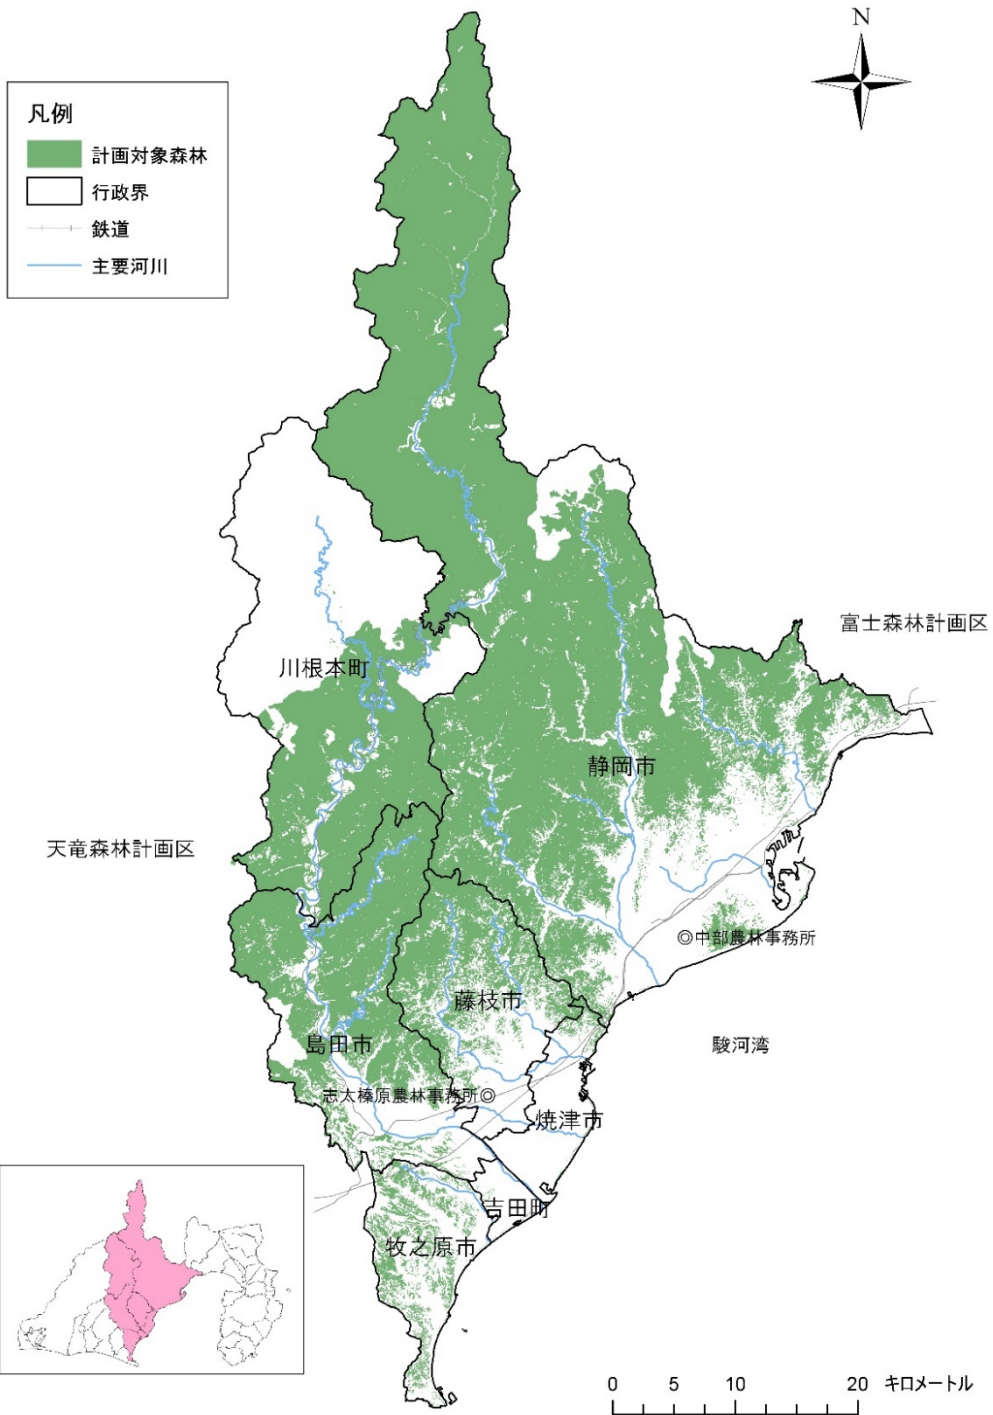 N
凡例
計画対象森林
行政界
鉄道
主要河川
富士森林計画区
川根本町
静岡市
天竜森林計画区
◎中部農林事務所
藤枝市
島田市
駿河湾
志太榛原農林事務所◎
焼津市
吉田町
牧之原市
0 5 10 20 キロメートル